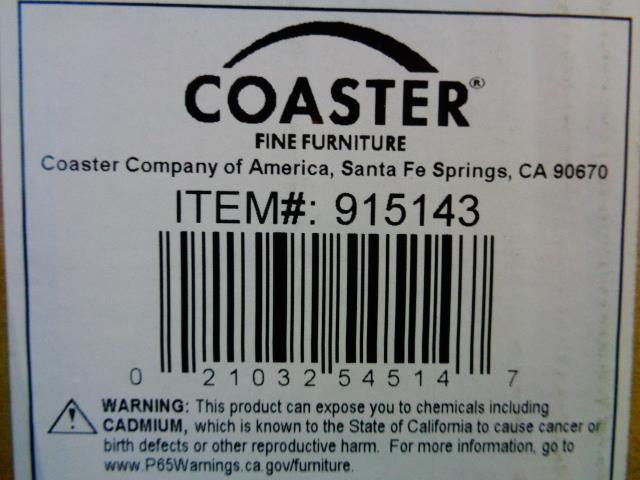 COASTER®
FINE FURNITURE
Coaster Company of America, Santa Fe Springs, CA 90670
ITEM#: 915143
0 21032 54514 7
WARNING: This product can expose you to chemicals including
CADMIUM, which is known to the State of California to cause cancer or
birth defects or other reproductive harm. For more information, go to
www.P65Warnings.ca.gov/furniture.